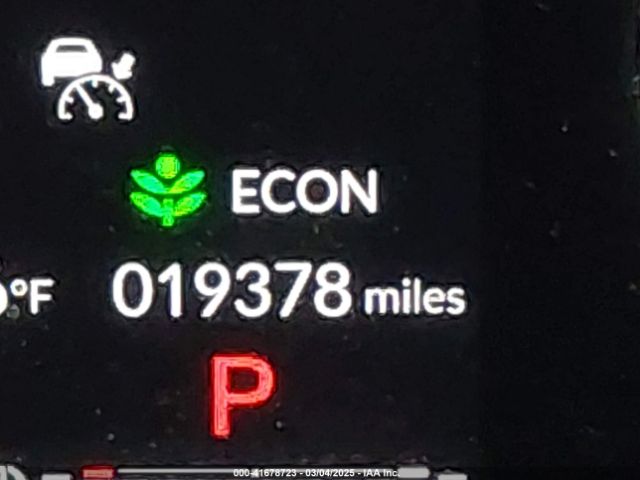 ECON
°F 019378 miles
P
000-41678723 - 03/04/2025 - IAA Inc.